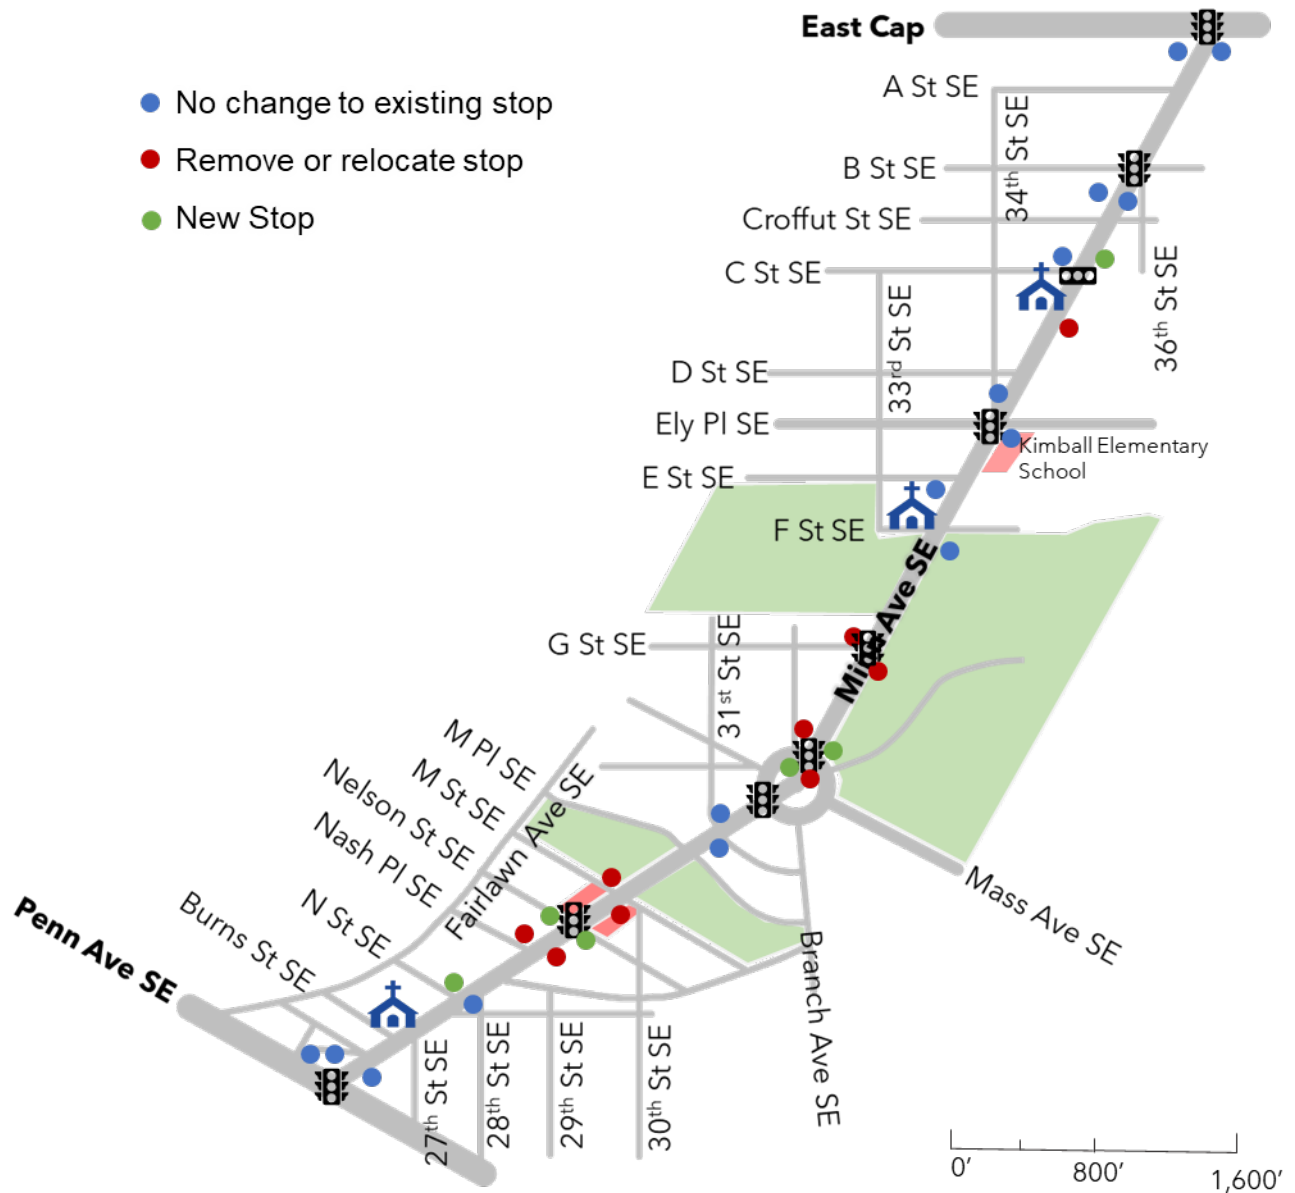 East Cap
No change to existing stop
Remove or relocate stop
New Stop
A St SE
34th St SE
B St SE
Croffut St SE
C St SE
36th St SE
33rd St SE
D St SE
Ely Pl SE
Kimball Elementary
School
E St SE
F St SE
Ave SE
G St SE
31st St SE
M Pl SE
M St SE
Fairlawn Ave SE
Nelson St SE
Nash Pl SE
N St SE
Burns St SE
Penn Ave SE
Mass Ave SE
Branch Ave SE
27th St SE
28th St SE
29th St SE
30th St SE
0’
800’
1,600’